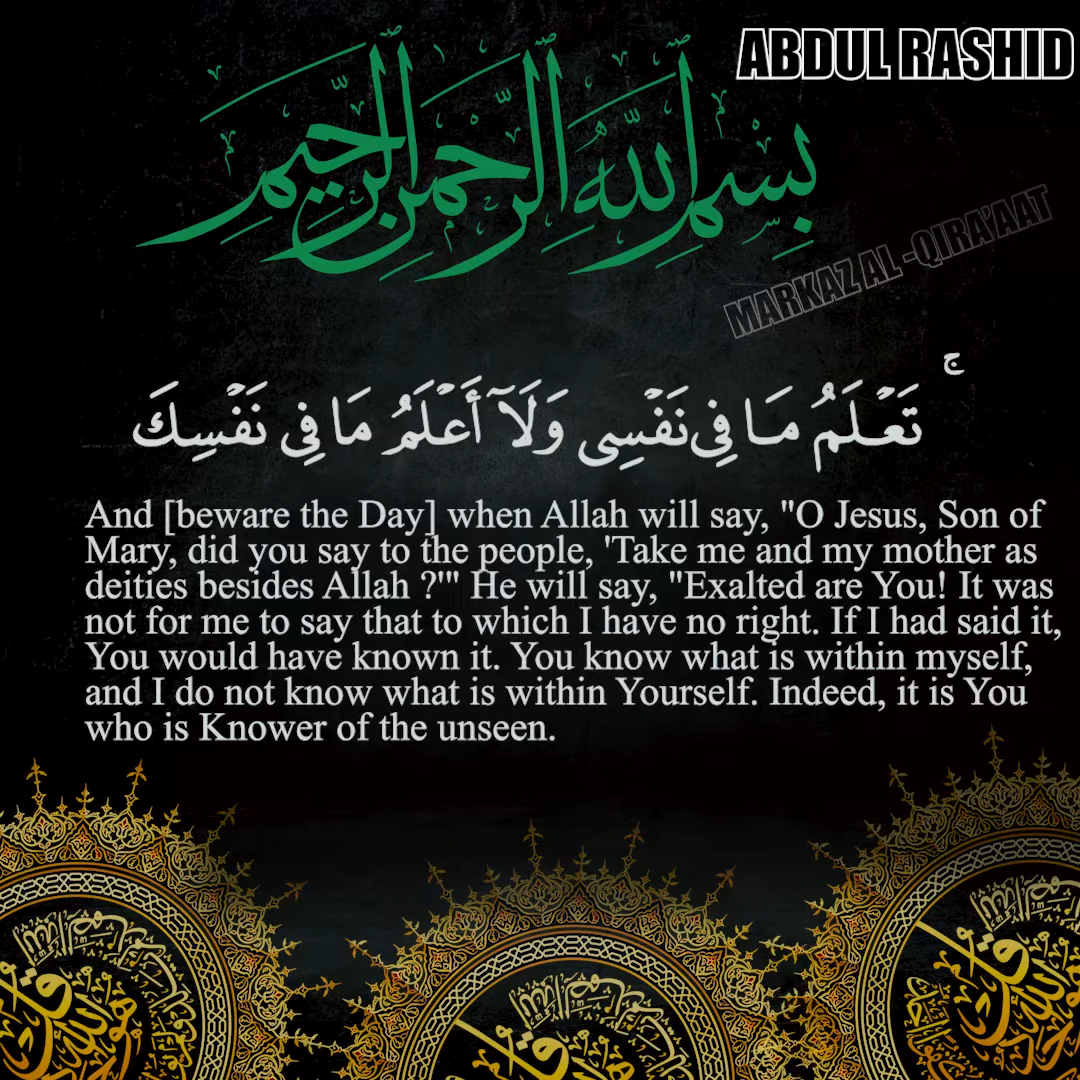 ABDUL RASHID
بِسْمِ اللَّهِ الرَّحْمَٰنِ الرَّحِيمِ
MARKAZ AL-QIRA'AAT
ۚ تَعْلَمُ مَا فِى نَفْسِى وَلَآ أَعْلَمُ مَا فِى نَفْسِكَ
And [beware the Day] when Allah will say, "O Jesus, Son of
Mary, did you say to the people, 'Take me and my mother as
deities besides Allah ?'" He will say, "Exalted are You! It was
not for me to say that to which I have no right. If I had said it,
You would have known it. You know what is within myself,
and I do not know what is within Yourself. Indeed, it is You
who is Knower of the unseen.